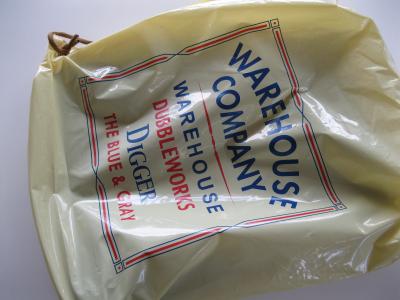 WAREHOUSE
COMPANY
WAREHOUSE
DUBBLEWORKS
DIGGER
THE BLUE & GRAY